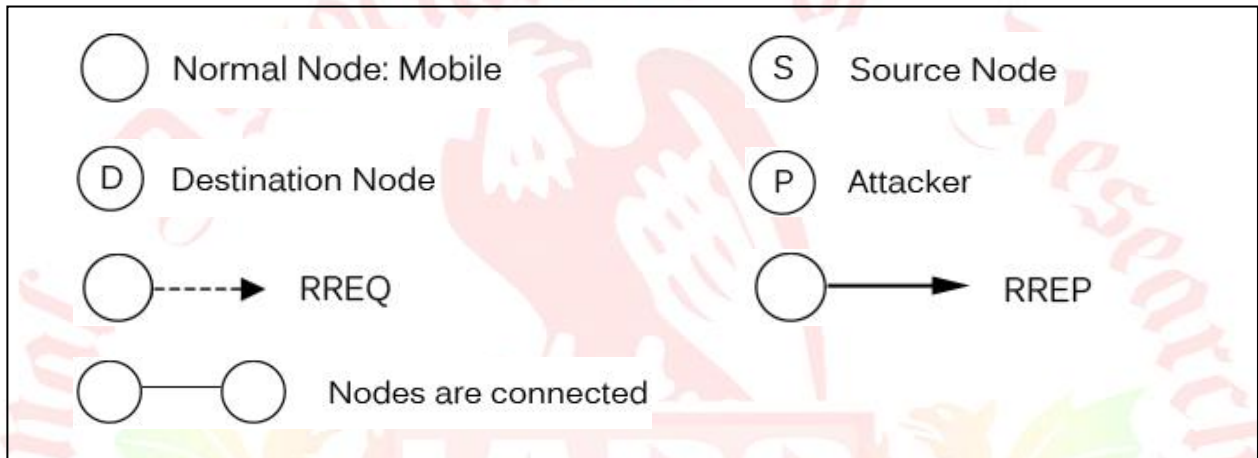 Normal Node: Mobile
S Source Node
D Destination Node
P Attacker
RREQ
RREP
Nodes are connected